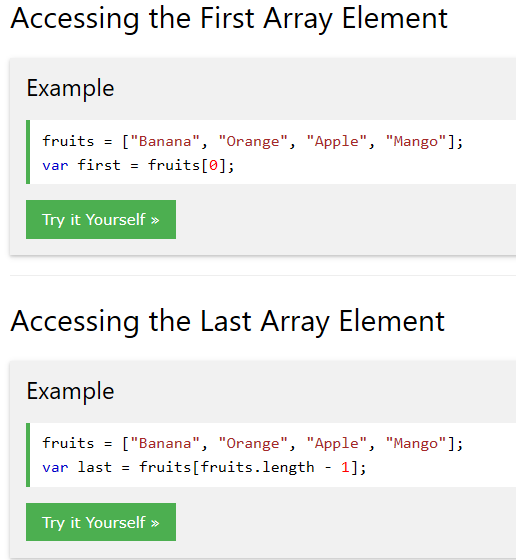 Accessing the First Array Element
Example
fruits = ["Banana", "Orange", "Apple", "Mango"];
var first = fruits[0];
Try it Yourself »
Accessing the Last Array Element
Example
fruits = ["Banana", "Orange", "Apple", "Mango"];
var last = fruits[fruits.length - 1];
Try it Yourself »